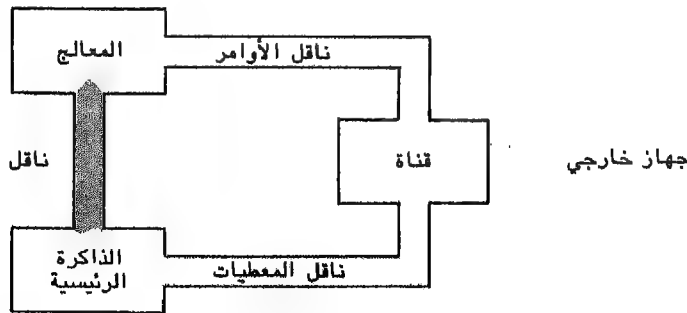 المعالج
ناقل الأوامر
ناقل
قناة
جهاز خارجي
الذاكرة
الرئيسية
ناقل المعطيات